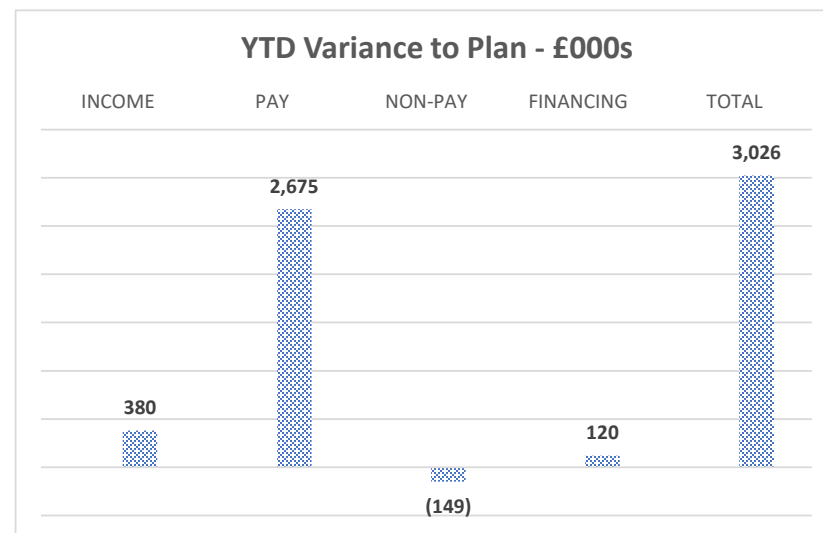 YTD Variance to Plan - £000s
INCOME PAY NON-PAY FINANCING TOTAL
3,026
2,675
380
120
(149)